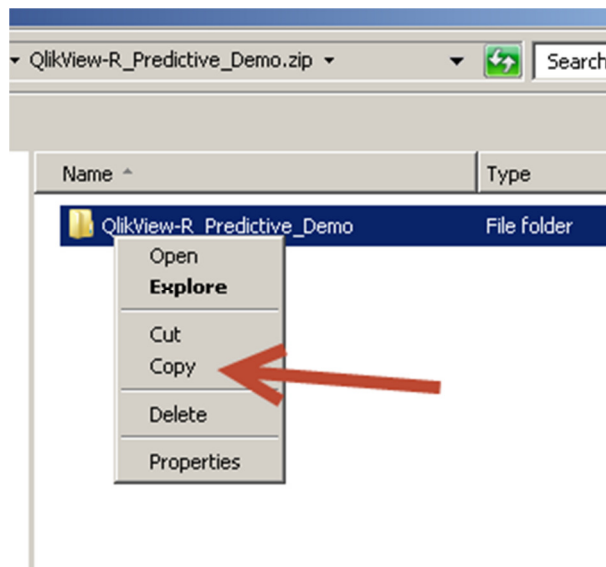 QlikView-R_Predictive_Demo.zip
Search
Name
Type
QlikView-R_Predictive_Demo
File folder
Open
Explore
Cut
Copy
Delete
Properties